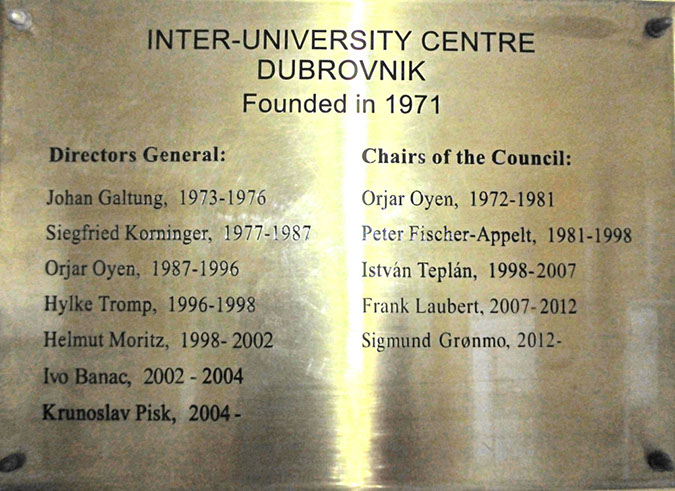 INTER-UNIVERSITY CENTRE
DUBROVNIK
Founded in 1971
Directors General:
Johan Galtung, 1973-1976
Siegfried Korninger, 1977-1987
Orjar Oyen, 1987-1996
Hylke Tromp, 1996-1998
Helmut Moritz, 1998- 2002
Ivo Banac, 2002 - 2004
Krunoslav Pisk, 2004 -
Chairs of the Council:
Orjar Oyen, 1972-1981
Peter Fischer-Appelt, 1981-1998
István Teplán, 1998-2007
Frank Laubert, 2007- 2012
Sigmund Grønmo, 2012-